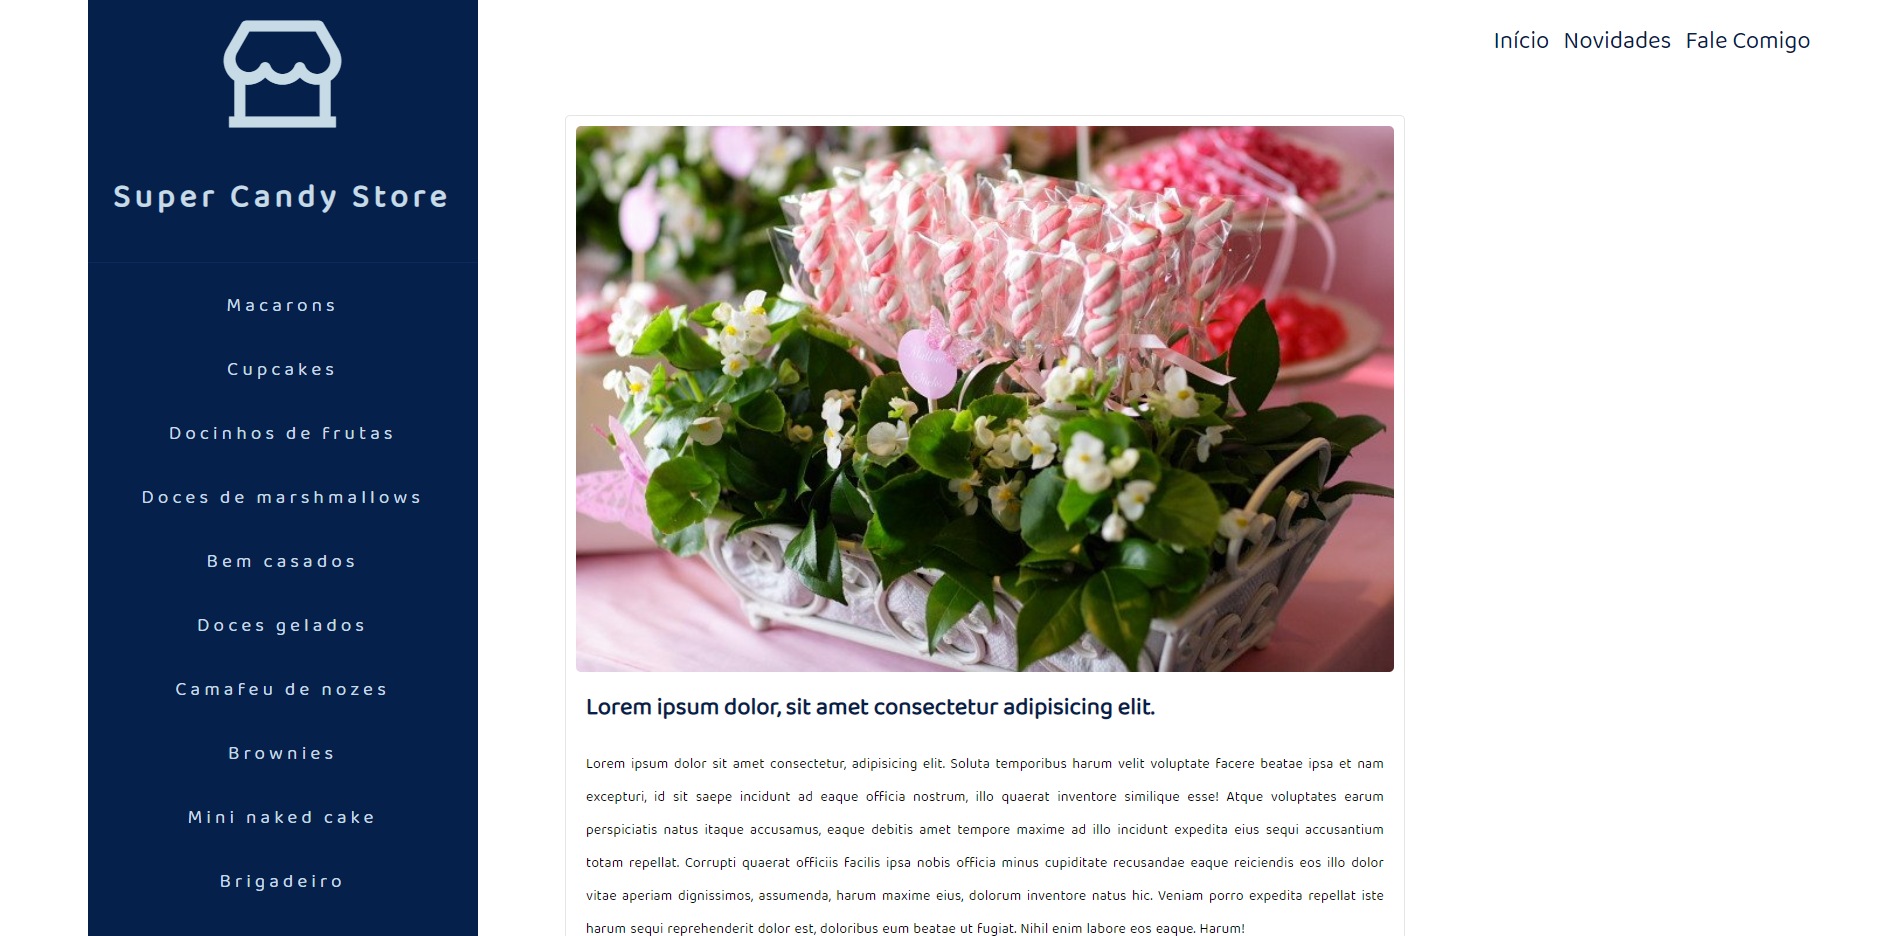 Super Candy Store
Macarons
Cupcakes
Docinhos de frutas
Doces de marshmallows
Bem casados
Doces gelados
Camafeu de nozes
Brownies
Mini naked cake
Brigadeiro
Início Novidades Fale Comigo
Lorem ipsum dolor, sit amet consectetur adipisicing elit.
Lorem ipsum dolor sit amet consectetur, adipisicing elit. Soluta temporibus harum velit voluptate facere beatae ipsa et nam
excepturi, id sit saepe incidunt ad eaque officia nostrum, illo quaerat inventore similique esse! Atque voluptates earum
perspiciatis natus itaque accusamus, eaque debitis amet tempore maxime ad illo incidunt expedita eius sequi accusantium
totam repellat. Corrupti quaerat officiis facilis ipsa nobis officia minus cupiditate recusandae eaque reiciendis eos illo dolor
vitae aperiam dignissimos, assumenda, harum maxime eius, dolorum inventore natus hic. Veniam porro expedita repellat iste
harum sequi reprehenderit dolor est, doloribus eum beatae ut fugiat. Nihil enim labore eos eaque. Harum!